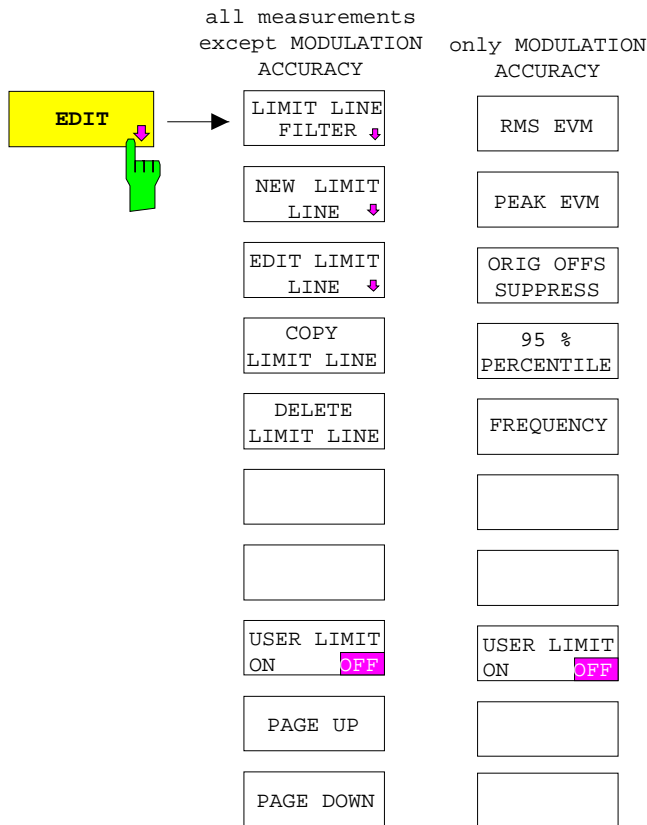 all measurements
except MODULATION
ACCURACY
only MODULATION
ACCURACY
EDIT
LIMIT LINE
FILTER
NEW LIMIT
LINE
EDIT LIMIT
LINE
COPY
LIMIT LINE
DELETE
LIMIT LINE
USER LIMIT
ON OFF
PAGE UP
PAGE DOWN
RMS EVM
PEAK EVM
ORIG OFFS
SUPPRESS
95 %
PERCENTILE
FREQUENCY
USER LIMIT
ON OFF